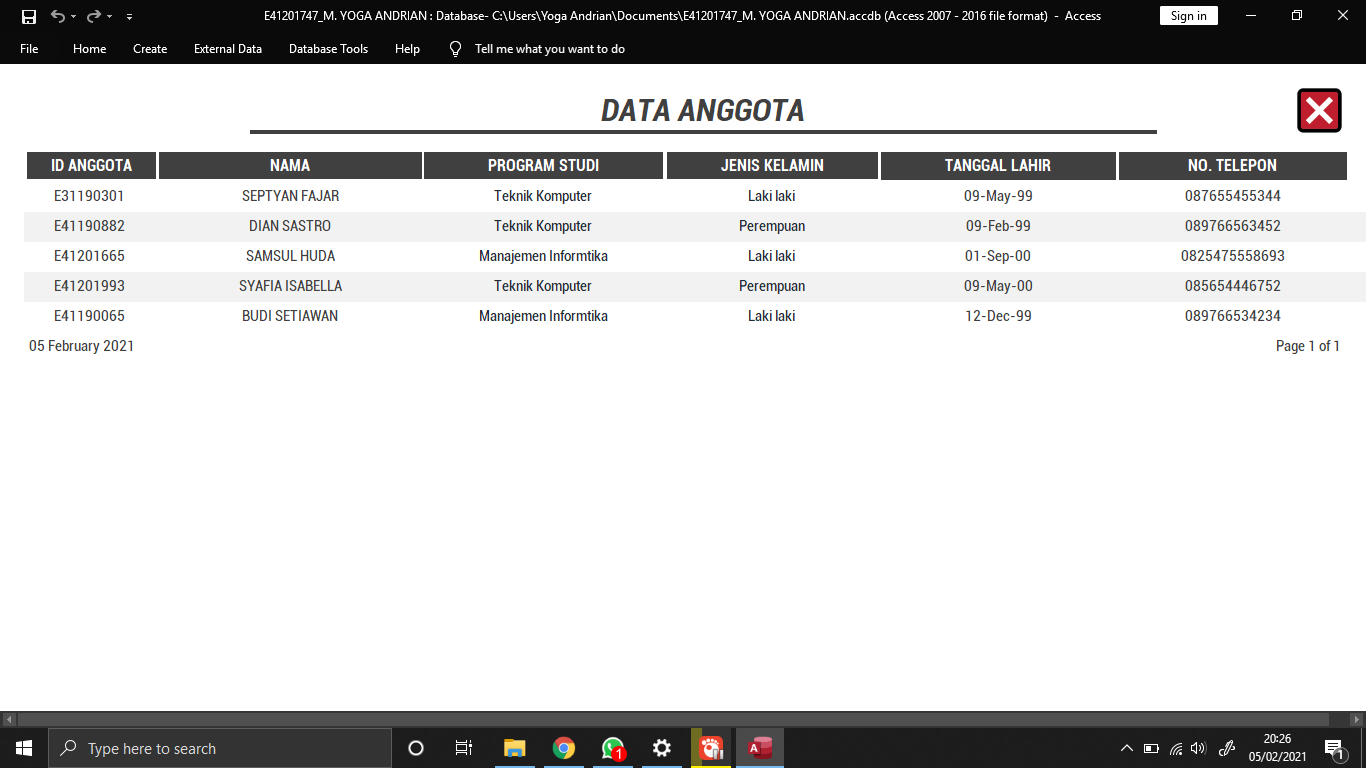 E41201747_M. YOGA ANDRIAN : Database- C:\Users\Yoga Andrian\Documents\E41201747_M. YOGA ANDRIAN.accdb (Access 2007 - 2016 file format) - Access Sign in
File Home Create External Data Database Tools Help Tell me what you want to do
DATA ANGGOTA
ID ANGGOTA NAMA PROGRAM STUDI JENIS KELAMIN TANGGAL LAHIR NO. TELEPON
E31190301 SEPTYAN FAJAR Teknik Komputer Laki laki 09-May-99 087655455344
E41190882 DIAN SASTRO Teknik Komputer Perempuan 09-Feb-99 089766563452
E41201665 SAMSUL HUDA Manajemen Informtika Laki laki 01-Sep-00 0825475558693
E41201993 SYAFIA ISABELLA Teknik Komputer Perempuan 09-May-00 085654446752
E41190065 BUDI SETIAWAN Manajemen Informtika Laki laki 12-Dec-99 089766534234
05 February 2021 Page 1 of 1
Type here to search 1 A 20:26 1
05/02/2021